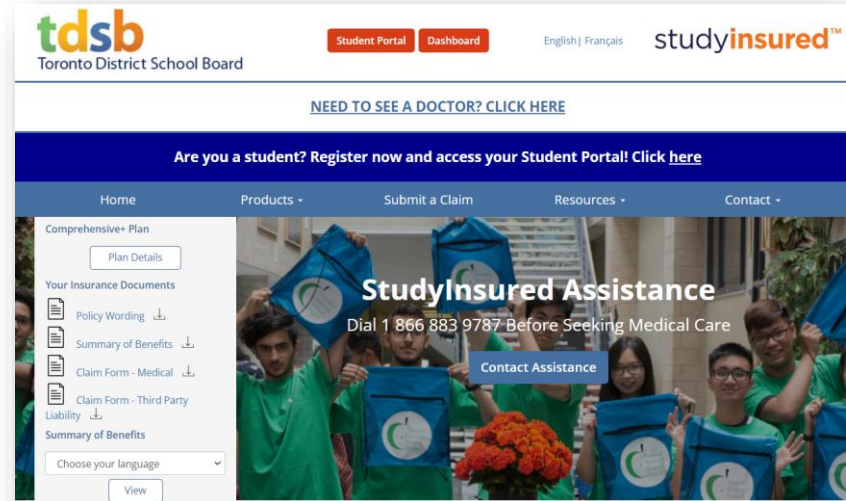 tdsb
Toronto District School Board
Student Portal
Dashboard
English| Français
studyinsured™
NEED TO SEE A DOCTOR? CLICK HERE
Are you a student? Register now and access your Student Portal! Click here
Home
Products
Submit a Claim
Resources
Contact
Comprehensive+ Plan
Plan Details
Your Insurance Documents
Policy Wording
Summary of Benefits
Claim Form - Medical
Claim Form - Third Party
Liability
Summary of Benefits
Choose your language
View
StudyInsured Assistance
Dial 1 866 883 9787 Before Seeking Medical Care
Contact Assistance